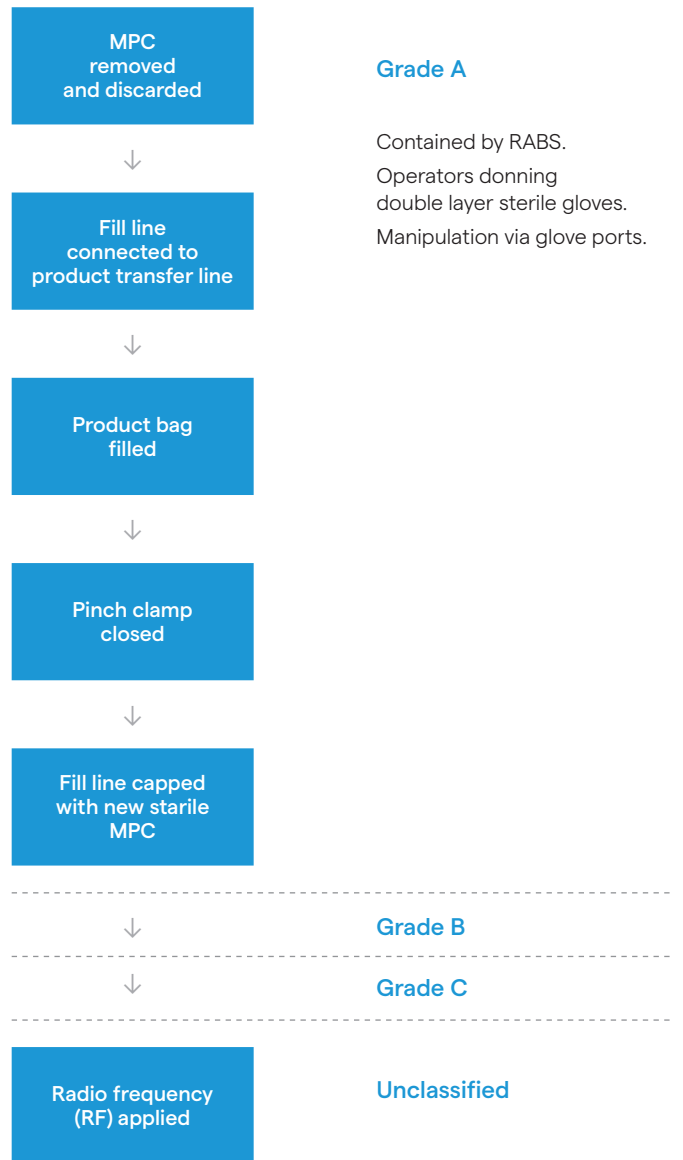 MPC
removed
and discarded
Grade A
Contained by RABS.
Operators donning
double layer sterile gloves.
Manipulation via glove ports.
Fill line
connected to
product transfer line
Product bag
filled
Pinch clamp
closed
Fill line capped
with new starile
MPC
Grade B
Grade C
Radio frequency
(RF) applied
Unclassified